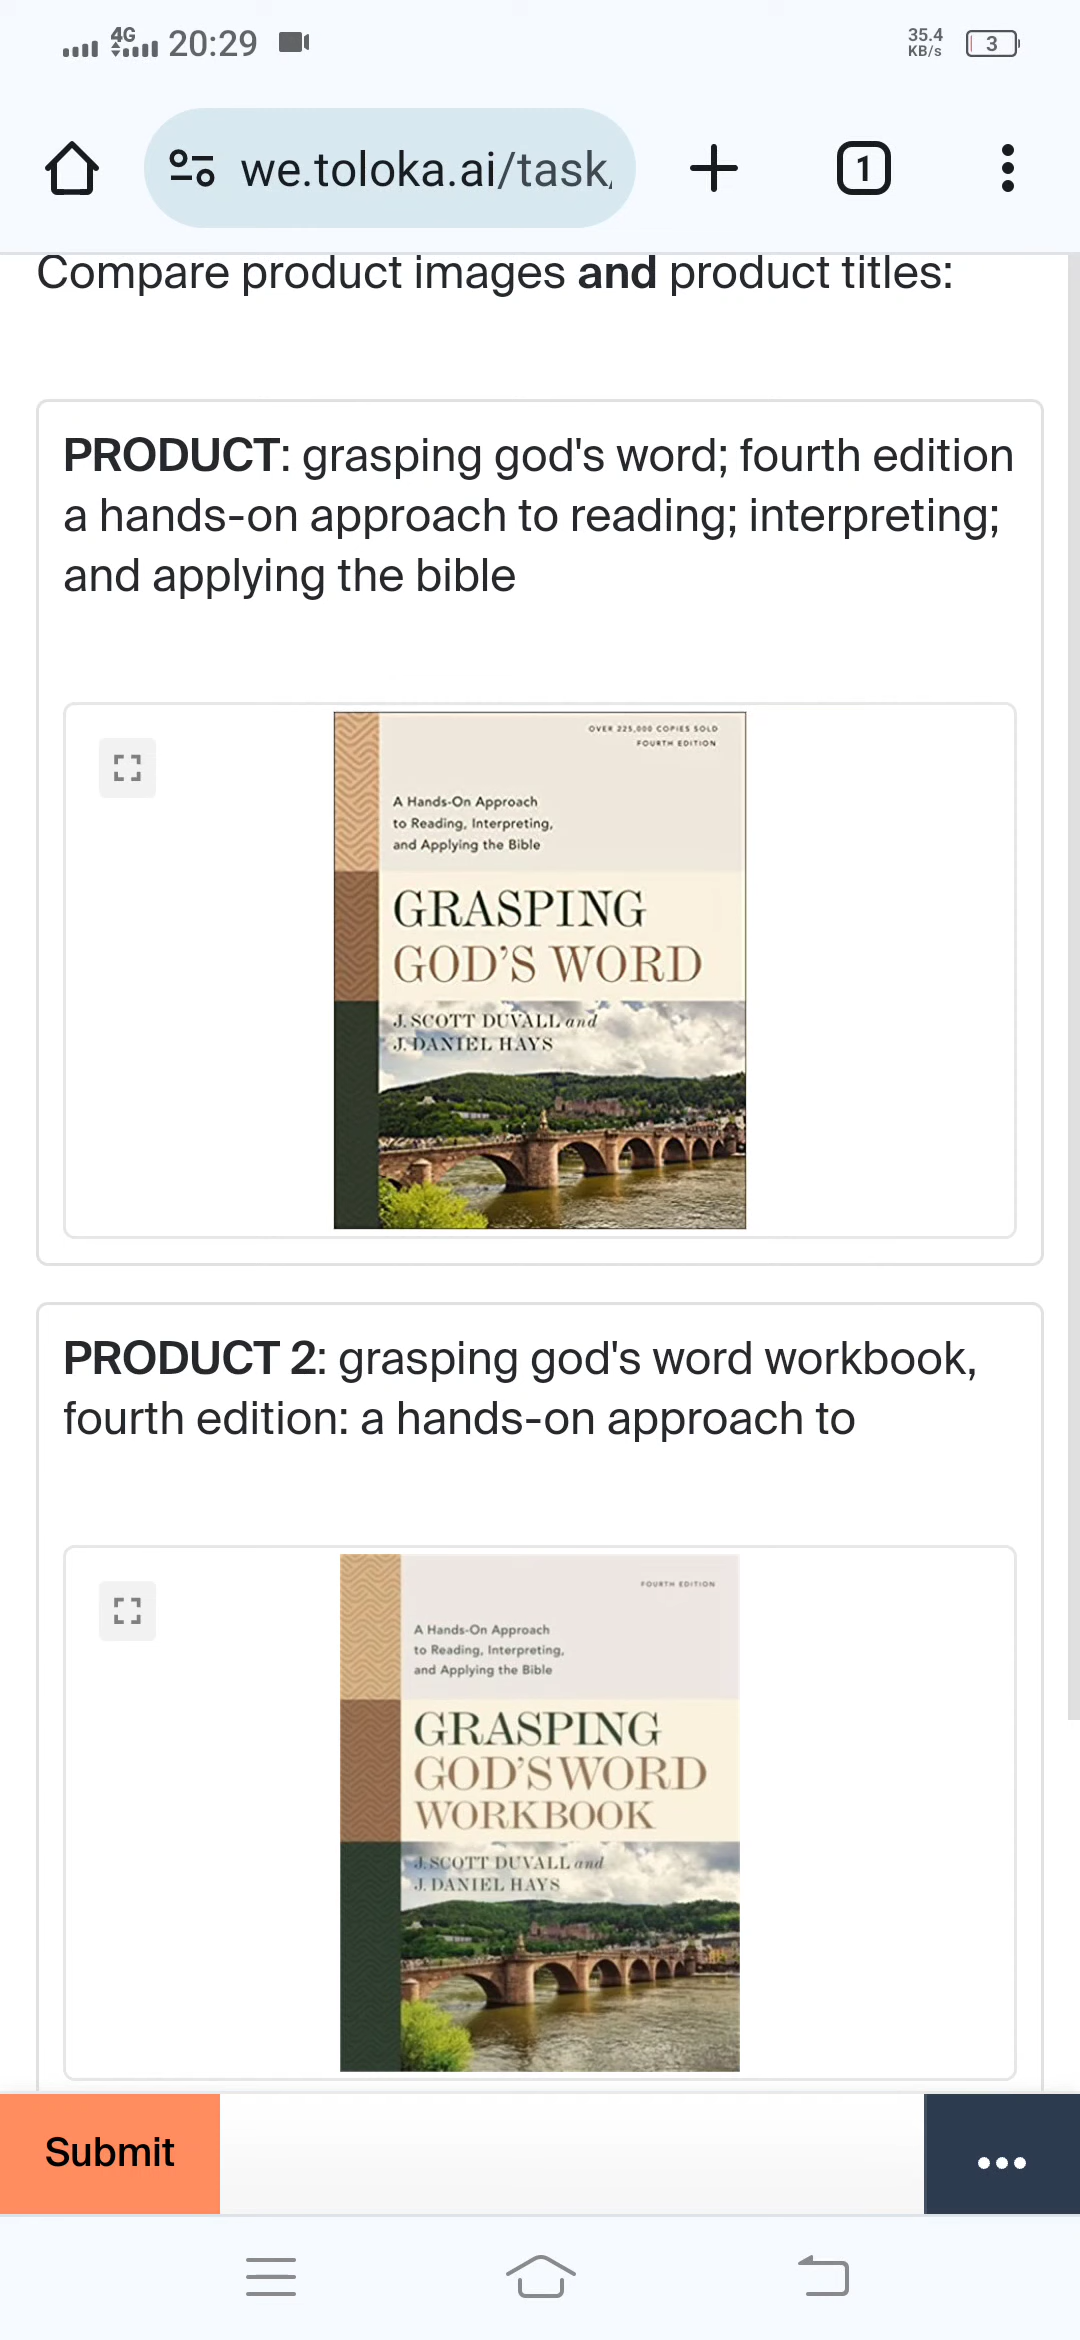 4G 20:29 35.4 KB/s 3
we.toloka.ai/task 1
Compare product images and product titles:
PRODUCT: grasping god's word; fourth edition
a hands-on approach to reading; interpreting;
and applying the bible
OVER 225,000 COPIES SOLD
FOURTH EDITION
A Hands-On Approach
to Reading, Interpreting,
and Applying the Bible
GRASPING
GOD'S WORD
J. SCOTT DUVALL and
J. DANIEL HAYS
PRODUCT 2: grasping god's word workbook,
fourth edition: a hands-on approach to
FOURTH EDITION
A Hands-On Approach
to Reading, Interpreting,
and Applying the Bible
GRASPING
GOD'S WORD
WORKBOOK
J. SCOTT DUVALL and
J. DANIEL HAYS
Submit